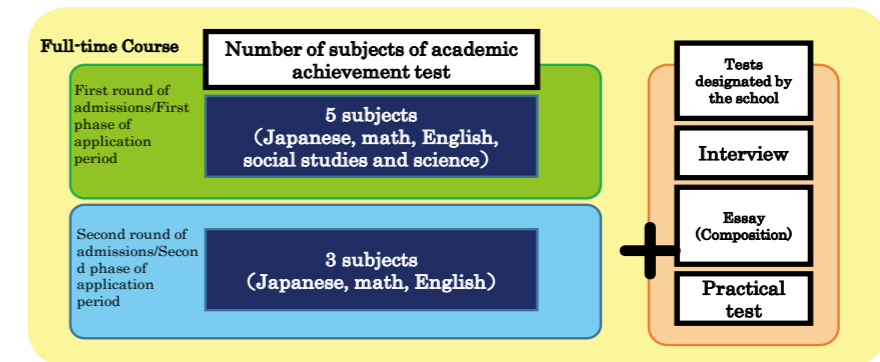 Full-time Course
Number of subjects of academic
achievement test
First round of
admissions/First
phase of
application
period
5 subjects
(Japanese, math, English,
social studies and science)
Second round of
admissions/Secon
d phase of
application
period
3 subjects
(Japanese, math, English)
Tests
designated by
the school
Interview
Essay
(Composition)
Practical
test